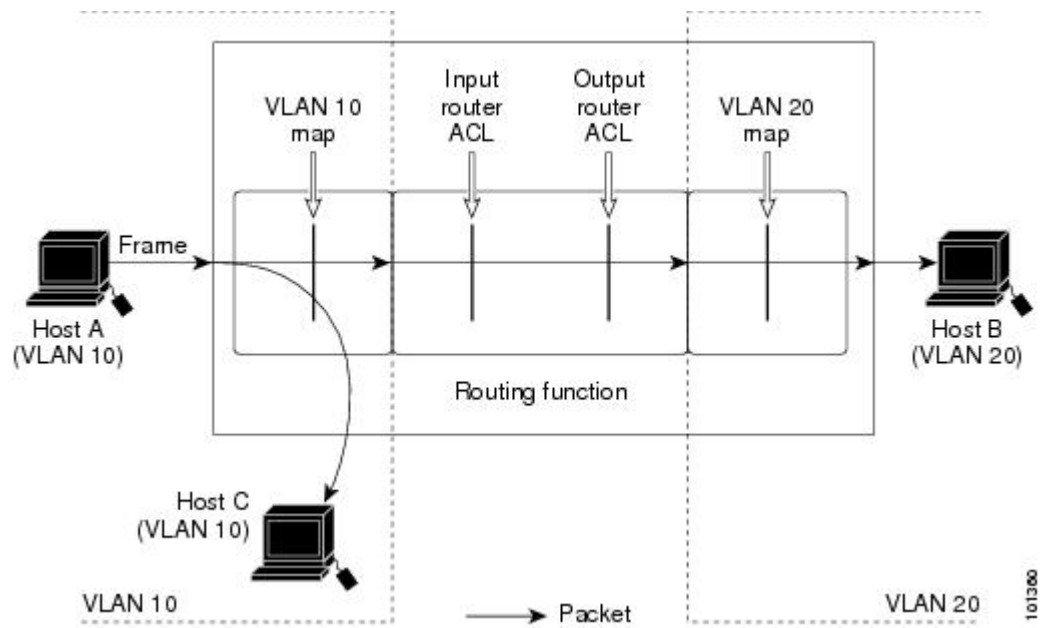 VLAN 10
map
Input
router
ACL
Output
router
ACL
VLAN 20
map
Frame
Host A
(VLAN 10)
Host B
(VLAN 20)
Routing function
Host C
(VLAN 10)
VLAN 10
Packet
VLAN 20
101360